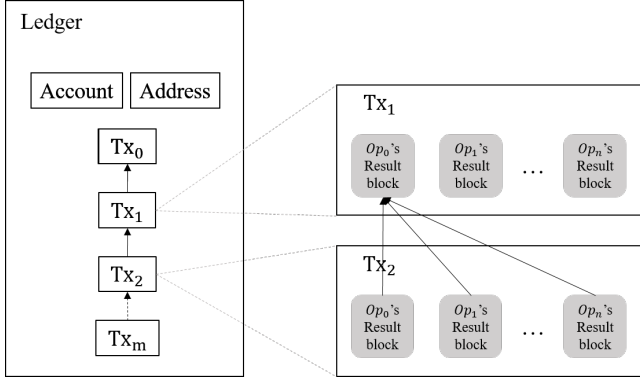 Ledger
Account
Address
Tx₀
Tx₁
Tx₂
Txₘ
Tx₁
Op₀'s
Result
block
Op₁'s
Result
block
...
Opₙ's
Result
block
Tx₂
Op₀'s
Result
block
Op₁'s
Result
block
...
Opₙ's
Result
block